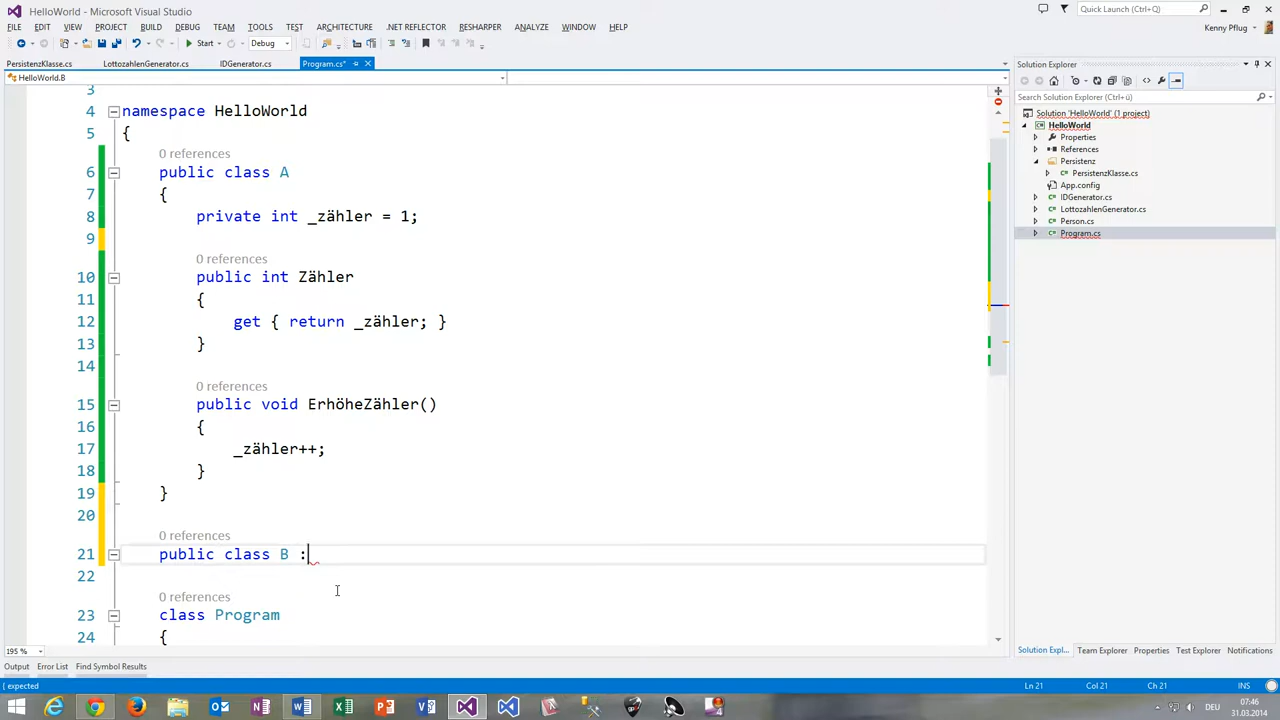 HelloWorld - Microsoft Visual Studio
Quick Launch (Ctrl+Q)
FILE EDIT VIEW PROJECT BUILD DEBUG TEAM TOOLS TEST ARCHITECTURE .NET REFLECTOR RESHARPER ANALYZE WINDOW HELP
Kenny Pflug
Start Debug
PersistenzKlasse.cs LottozahlenGenerator.cs IDGenerator.cs Program.cs*
Solution Explorer
HelloWorld.B
Search Solution Explorer (Ctrl+ü)
Solution 'HelloWorld' (1 project)
HelloWorld
Properties
References
Persistenz
PersistenzKlasse.cs
App.config
IDGenerator.cs
LottozahlenGenerator.cs
Person.cs
Program.cs
3
4 namespace HelloWorld
5 {
0 references
6 public class A
7 {
8 private int _zähler = 1;
9
0 references
10 public int Zähler
11 {
12 get { return _zähler; }
13 }
14
0 references
15 public void ErhöheZähler()
16 {
17 _zähler++;
18 }
19 }
20
0 references
21 public class B :
22
0 references
23 class Program
24 {
195 %
Solution Expl... Team Explorer Properties Test Explorer Notifications
Output Error List Find Symbol Results
{ expected
Ln 21 Col 21 Ch 21 INS
07:46
31.03.2014